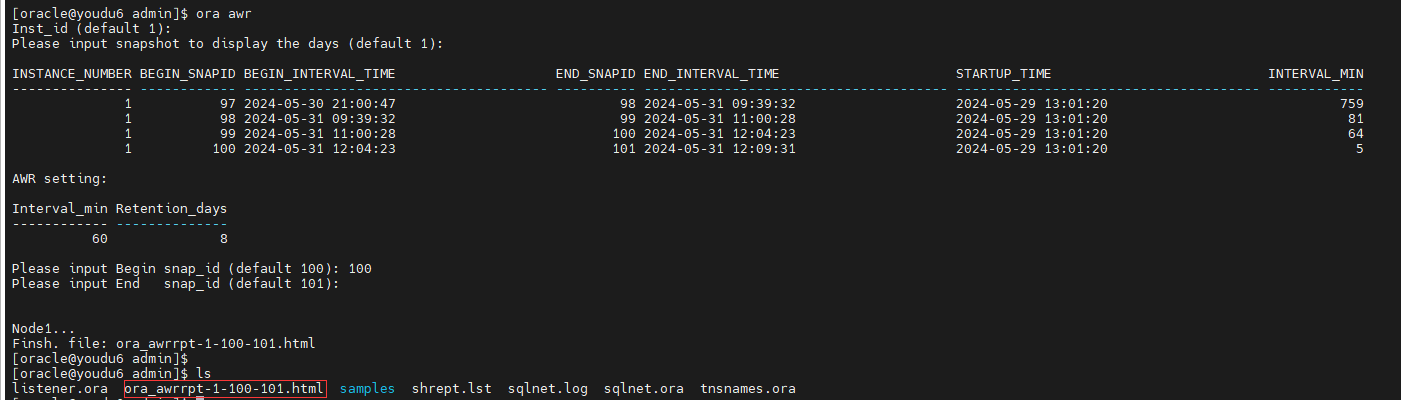 [oracle@youdu6 admin]$ ora awr
Inst_id (default 1):
Please input snapshot to display the days (default 1):
INSTANCE_NUMBER BEGIN_SNAPID BEGIN_INTERVAL_TIME END_SNAPID END_INTERVAL_TIME STARTUP_TIME INTERVAL_MIN
--------------- ------------ -------------------------------------- ---------- -------------------------------------- -------------------------------------- ------------
1 97 2024-05-30 21:00:47 98 2024-05-31 09:39:32 2024-05-29 13:01:20 759
1 98 2024-05-31 09:39:32 99 2024-05-31 11:00:28 2024-05-29 13:01:20 81
1 99 2024-05-31 11:00:28 100 2024-05-31 12:04:23 2024-05-29 13:01:20 64
1 100 2024-05-31 12:04:23 101 2024-05-31 12:09:31 2024-05-29 13:01:20 5
AWR setting:
Interval_min Retention_days
------------ --------------
60 8
Please input Begin snap_id (default 100): 100
Please input End   snap_id (default 101):
Node1...
Finsh. file: ora_awrrpt-1-100-101.html
[oracle@youdu6 admin]$
[oracle@youdu6 admin]$ ls
listener.ora  ora_awrrpt-1-100-101.html  samples  shrept.lst  sqlnet.log  sqlnet.ora  tnsnames.ora